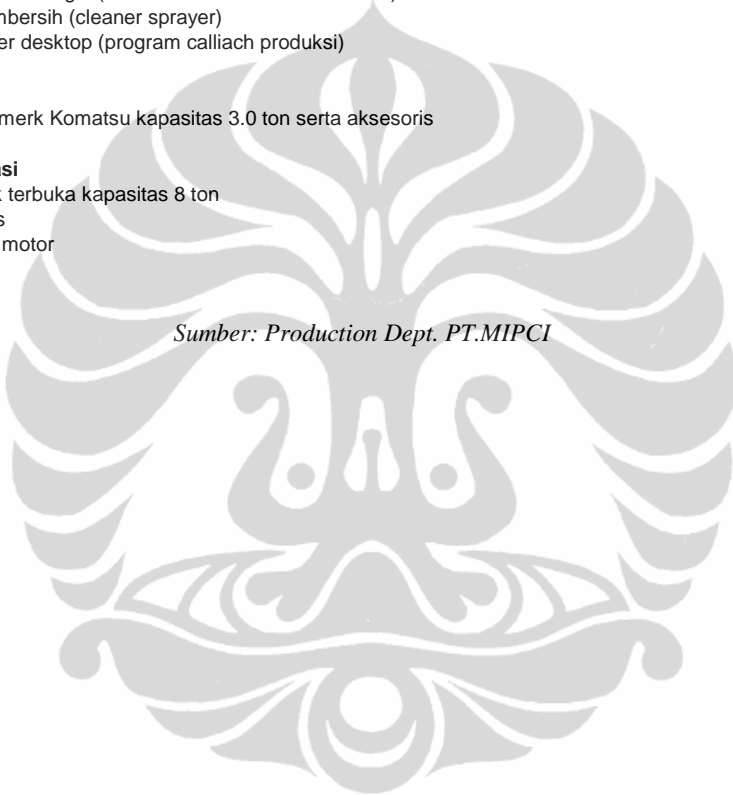 mbersih (cleaner sprayer)
er desktop (program calliach produksi)
merk Komatsu kapasitas 3.0 ton serta aksesoris
asi
k terbuka kapasitas 8 ton
s
motor
Sumber: Production Dept. PT.MIPCI